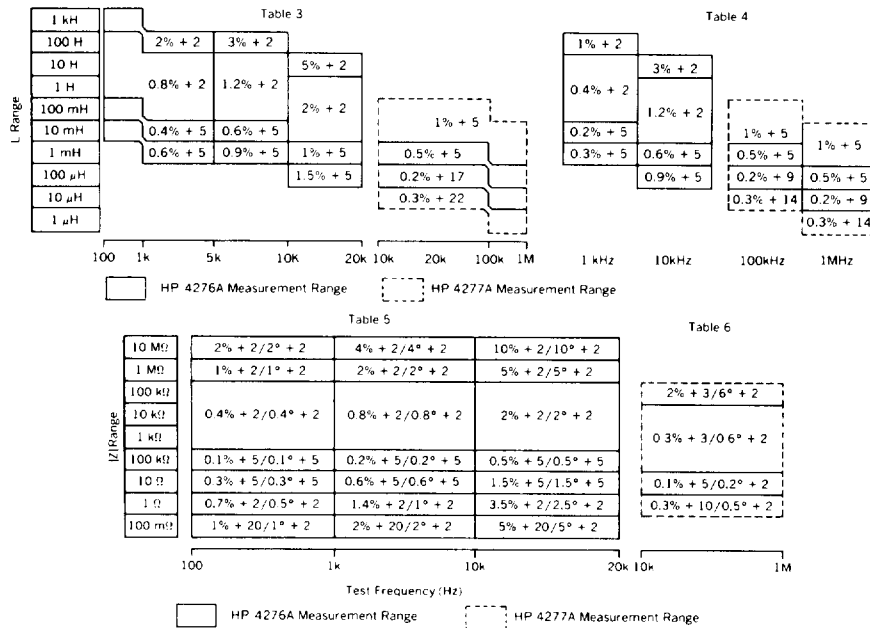 Table 3
Table 4
L Range
1 kH
100 H
10 H
1 H
100 mH
10 mH
1 mH
100 µH
10 µH
1 µH
2% + 2 3% + 2
5% + 2
0.8% + 2 1.2% + 2
2% + 2
0.4% + 5 0.6% + 5
0.6% + 5 0.9% + 5 1% + 5
1.5% + 5
1% + 5
0.5% + 5
0.2% + 17
0.3% + 22
100 1k 5k 10K 20k
10K 20k 100k 1M
1% + 2
3% + 2
0.4% + 2
1.2% + 2
0.2% + 5
0.3% + 5 0.6% + 5
0.9% + 5
1% + 5
1% + 5
0.5% + 5
0.2% + 9 0.5% + 5
0.3% + 14 0.2% + 9
0.3% + 14
1 kHz 10kHz 100kHz 1MHz
HP 4276A Measurement Range HP 4277A Measurement Range
Table 5
Table 6
|Z| Range
10 MΩ 2% + 2/2° + 2 4% + 2/4° + 2 10% + 2/10° + 2
1 MΩ 1% + 2/1° + 2 2% + 2/2° + 2 5% + 2/5° + 2
100 kΩ
10 kΩ 0.4% + 2/0.4° + 2 0.8% + 2/0.8° + 2 2% + 2/2° + 2
1 kΩ
100 kΩ 0.1% + 5/0.1° + 5 0.2% + 5/0.2° + 5 0.5% + 5/0.5° + 5
10 Ω 0.3% + 5/0.3° + 5 0.6% + 5/0.6° + 5 1.5% + 5/1.5° + 5
1 Ω 0.7% + 2/0.5° + 2 1.4% + 2/1° + 2 3.5% + 2/2.5° + 2
100 mΩ 1% + 20/1° + 2 2% + 20/2° + 2 5% + 20/5° + 2
2% + 3/6° + 2
0.3% + 3/0.6° + 2
0.1% + 5/0.2° + 2
0.3% + 10/0.5° + 2
100 1k 10k 20k
10k 1M
Test Frequency (Hz)
HP 4276A Measurement Range HP 4277A Measurement Range